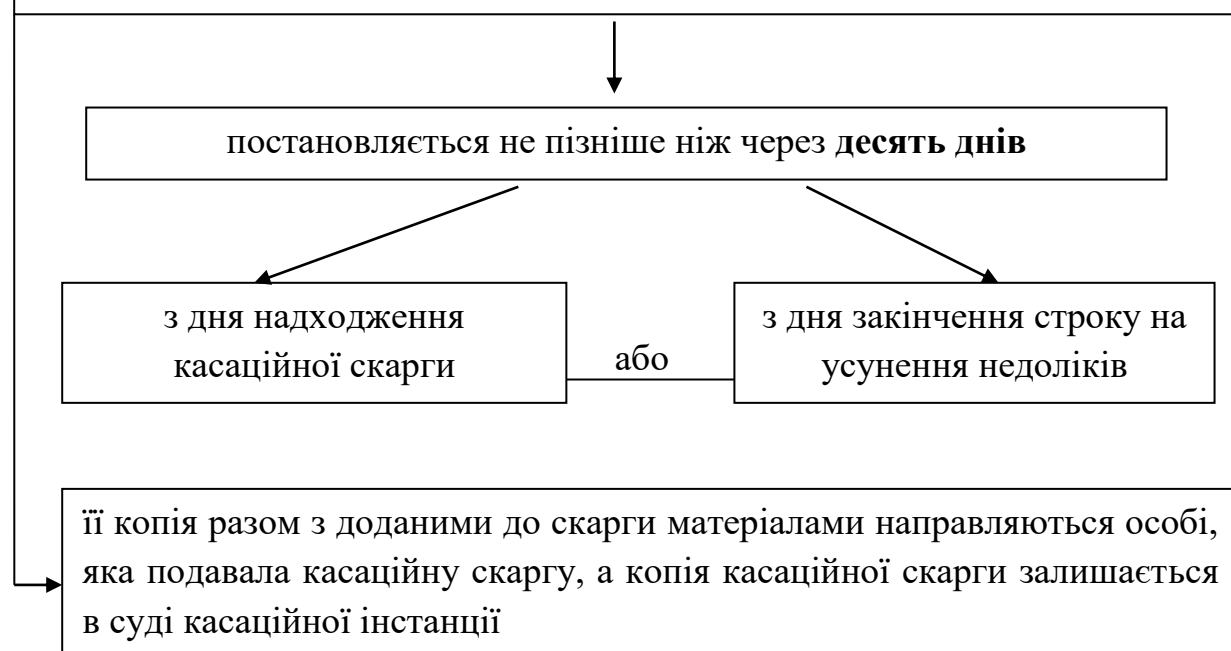 постановляється не пізніше ніж через десять днів
з дня надходження
касаційної скарги
або
з дня закінчення строку на
усунення недоліків
її копія разом з доданими до скарги матеріалами направляються особі,
яка подавала касаційну скаргу, а копія касаційної скарги залишається
в суді касаційної інстанції